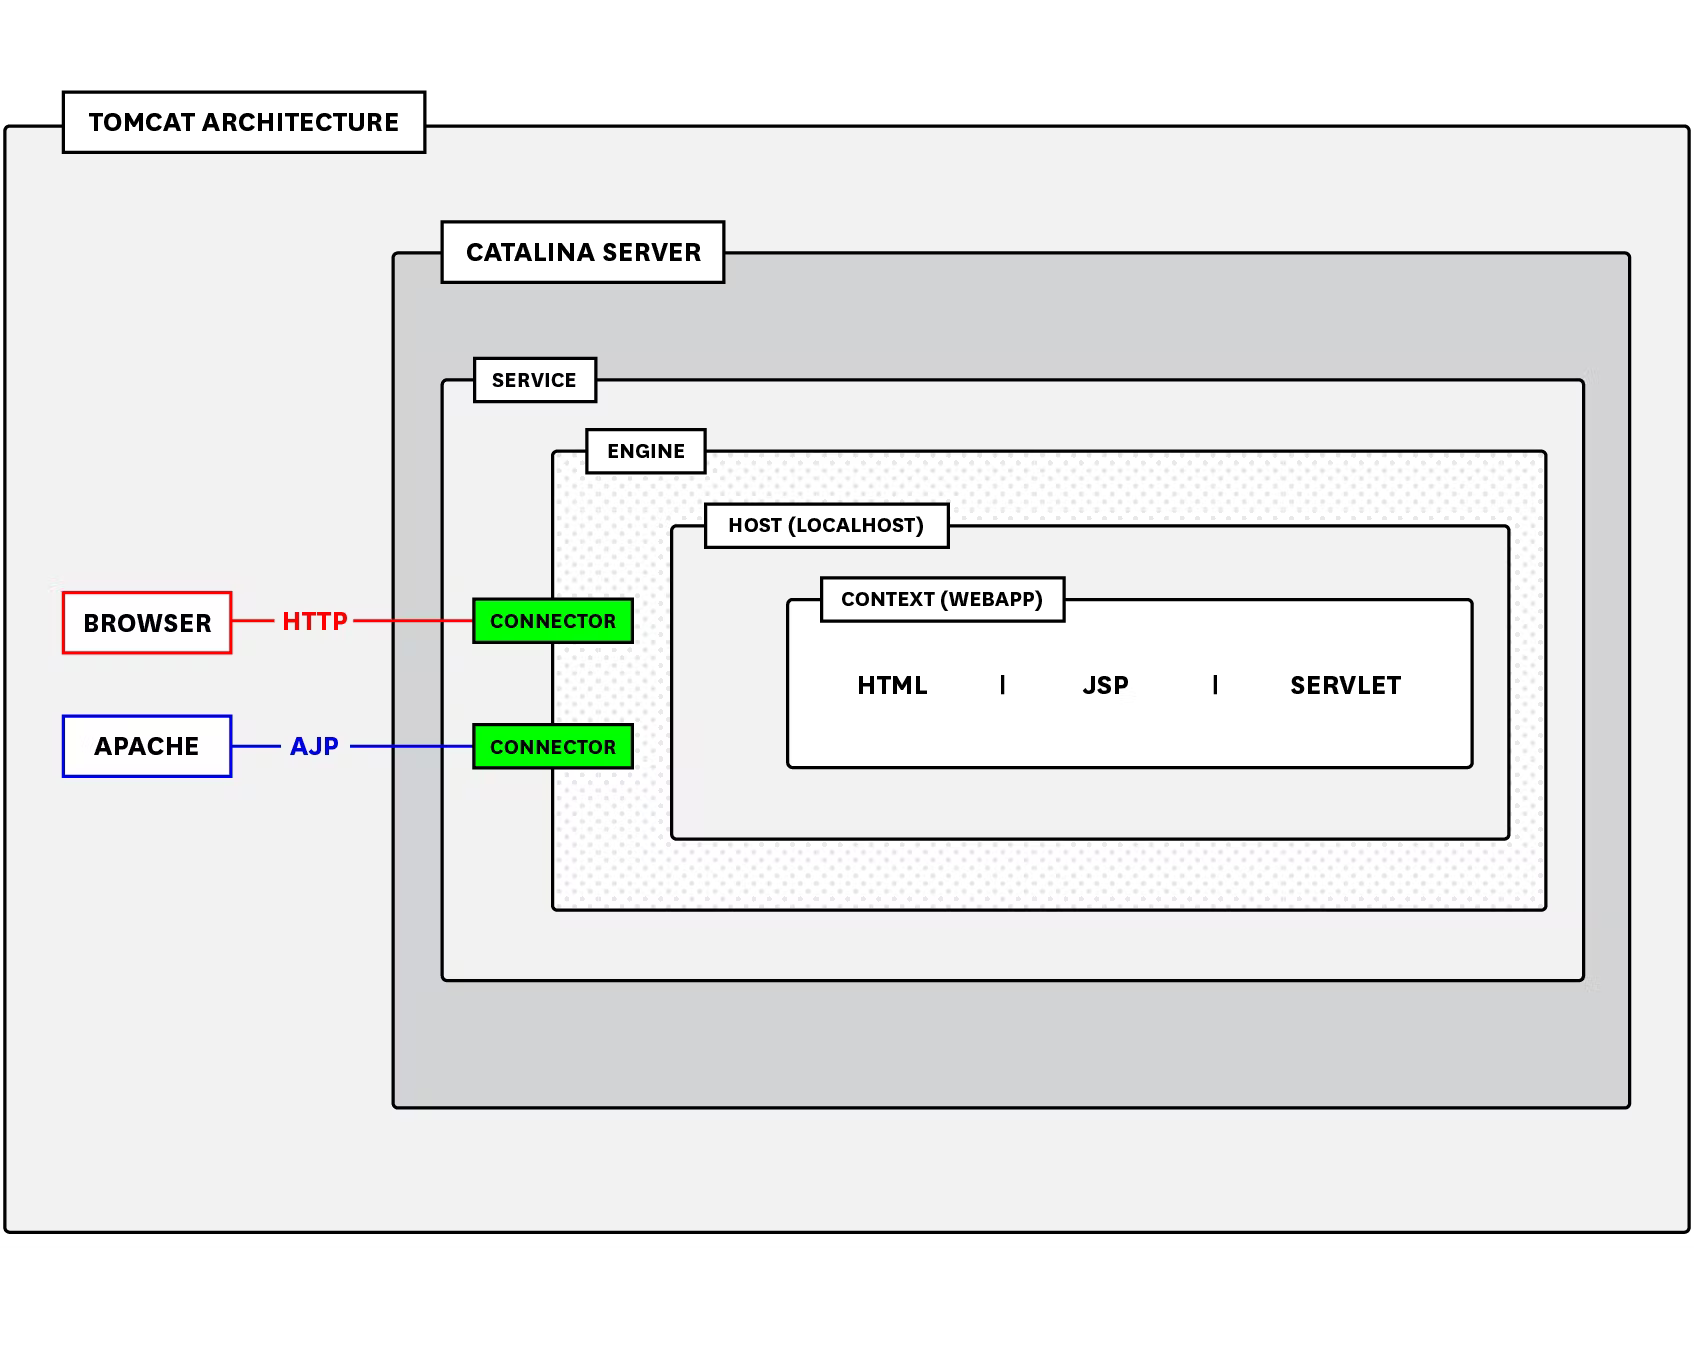 TOMCAT ARCHITECTURE
CATALINA SERVER
SERVICE
ENGINE
HOST (LOCALHOST)
CONTEXT (WEBAPP)
BROWSER HTTP CONNECTOR
HTML | JSP | SERVLET
APACHE AJP CONNECTOR